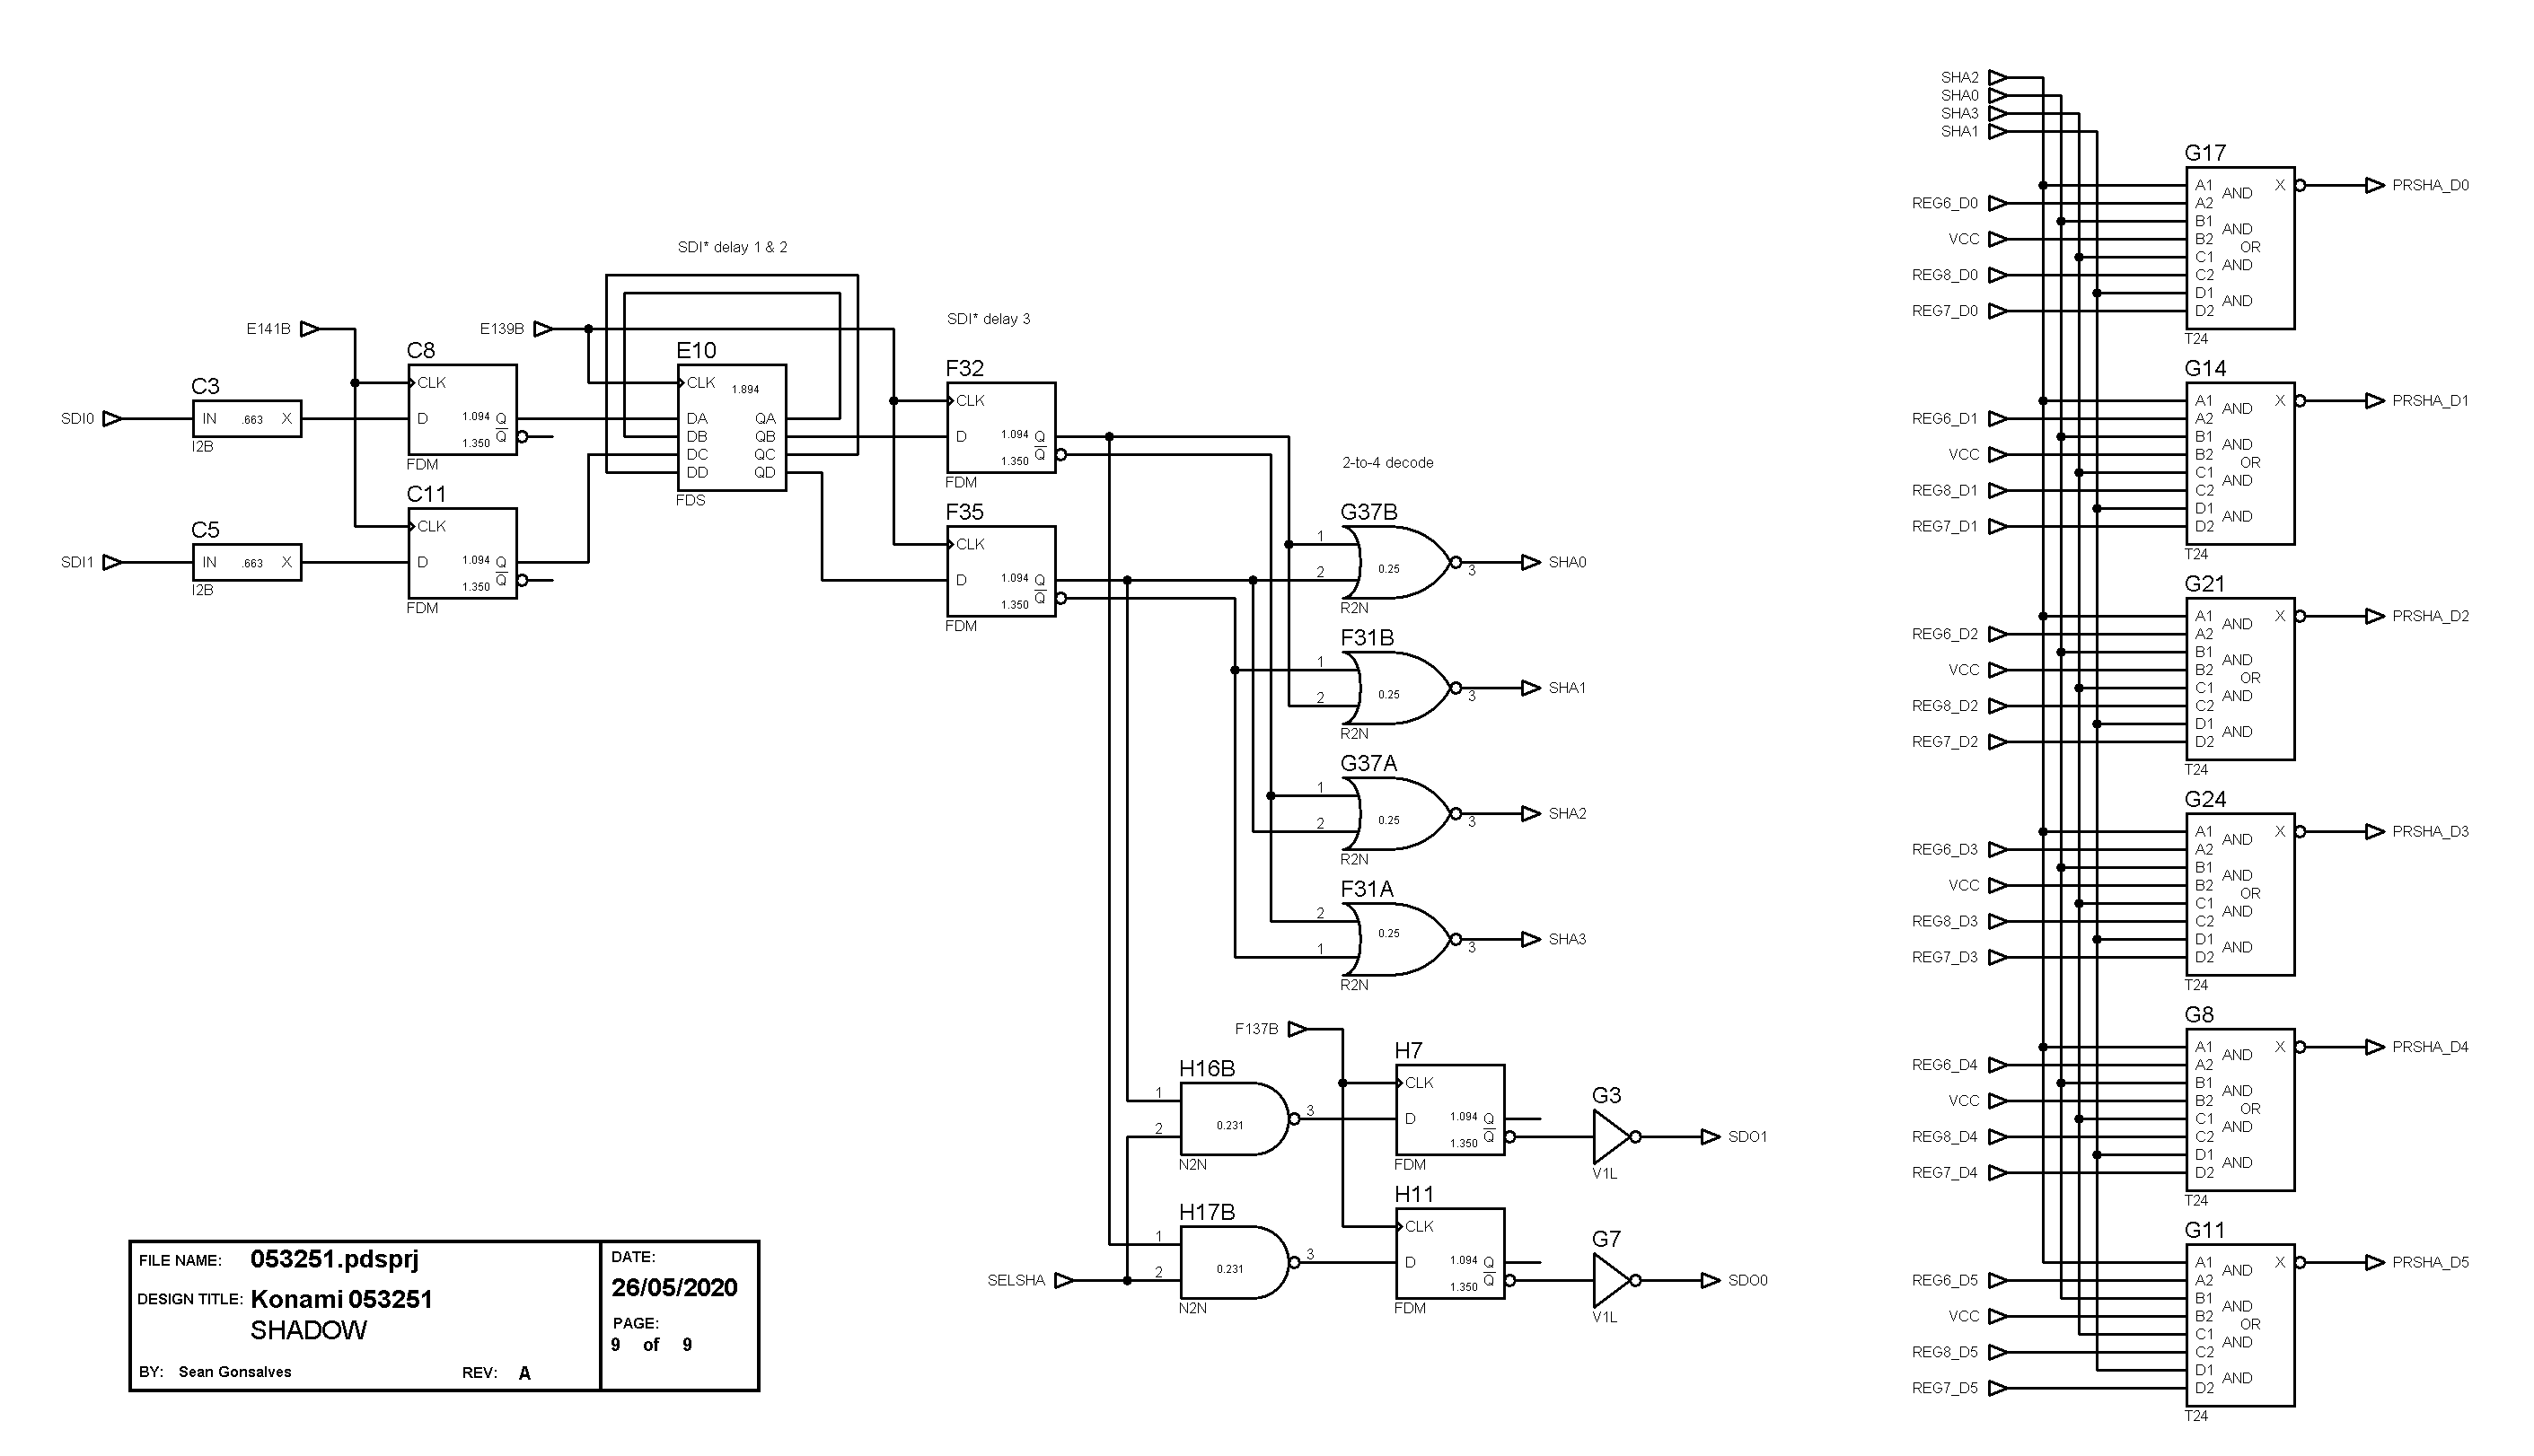 SDI* delay 1 & 2
E141B
E139B
SDI* delay 3
SDI0
C3
IN .663 X
I2B
C8
CLK
D 1.094 Q
1.350 Q
FDM
SDI1
C5
IN .663 X
I2B
C11
CLK
D 1.094 Q
1.350 Q
FDM
E10
CLK 1.894
DA QA
DB QB
DC QC
DD QD
FDS
F32
CLK
D 1.094 Q
1.350 Q
FDM
F35
CLK
D 1.094 Q
1.350 Q
FDM
2-to-4 decode
G37B
1
2
0.25
3
SHA0
R2N
F31B
1
2
0.25
3
SHA1
R2N
G37A
1
2
0.25
3
SHA2
R2N
F31A
2
1
0.25
3
SHA3
R2N
F137B
SELSHA
H16B
1
2
0.231
3
N2N
H7
CLK
D 1.094 Q
1.350 Q
FDM
G3
V1L
SDO1
H17B
1
2
0.231
3
N2N
H11
CLK
D 1.094 Q
1.350 Q
FDM
G7
V1L
SDO0
SHA2
SHA0
SHA3
SHA1
G17
A1 AND X PRSHA_D0
REG6_D0 A2
B1 AND
VCC B2 OR
C1 AND
REG8_D0 C2
D1 AND
REG7_D0 D2
T24
G14
A1 AND X PRSHA_D1
REG6_D1 A2
B1 AND
VCC B2 OR
C1 AND
REG8_D1 C2
D1 AND
REG7_D1 D2
T24
G21
A1 AND X PRSHA_D2
REG6_D2 A2
B1 AND
VCC B2 OR
C1 AND
REG8_D2 C2
D1 AND
REG7_D2 D2
T24
G24
A1 AND X PRSHA_D3
REG6_D3 A2
B1 AND
VCC B2 OR
C1 AND
REG8_D3 C2
D1 AND
REG7_D3 D2
T24
G8
A1 AND X PRSHA_D4
REG6_D4 A2
B1 AND
VCC B2 OR
C1 AND
REG8_D4 C2
D1 AND
REG7_D4 D2
T24
G11
A1 AND X PRSHA_D5
REG6_D5 A2
B1 AND
VCC B2 OR
C1 AND
REG8_D5 C2
D1 AND
REG7_D5 D2
T24
FILE NAME: 053251.pdsprj
DESIGN TITLE: Konami 053251
SHADOW
BY: Sean Gonsalves REV: A
DATE:
26/05/2020
PAGE:
9 of 9